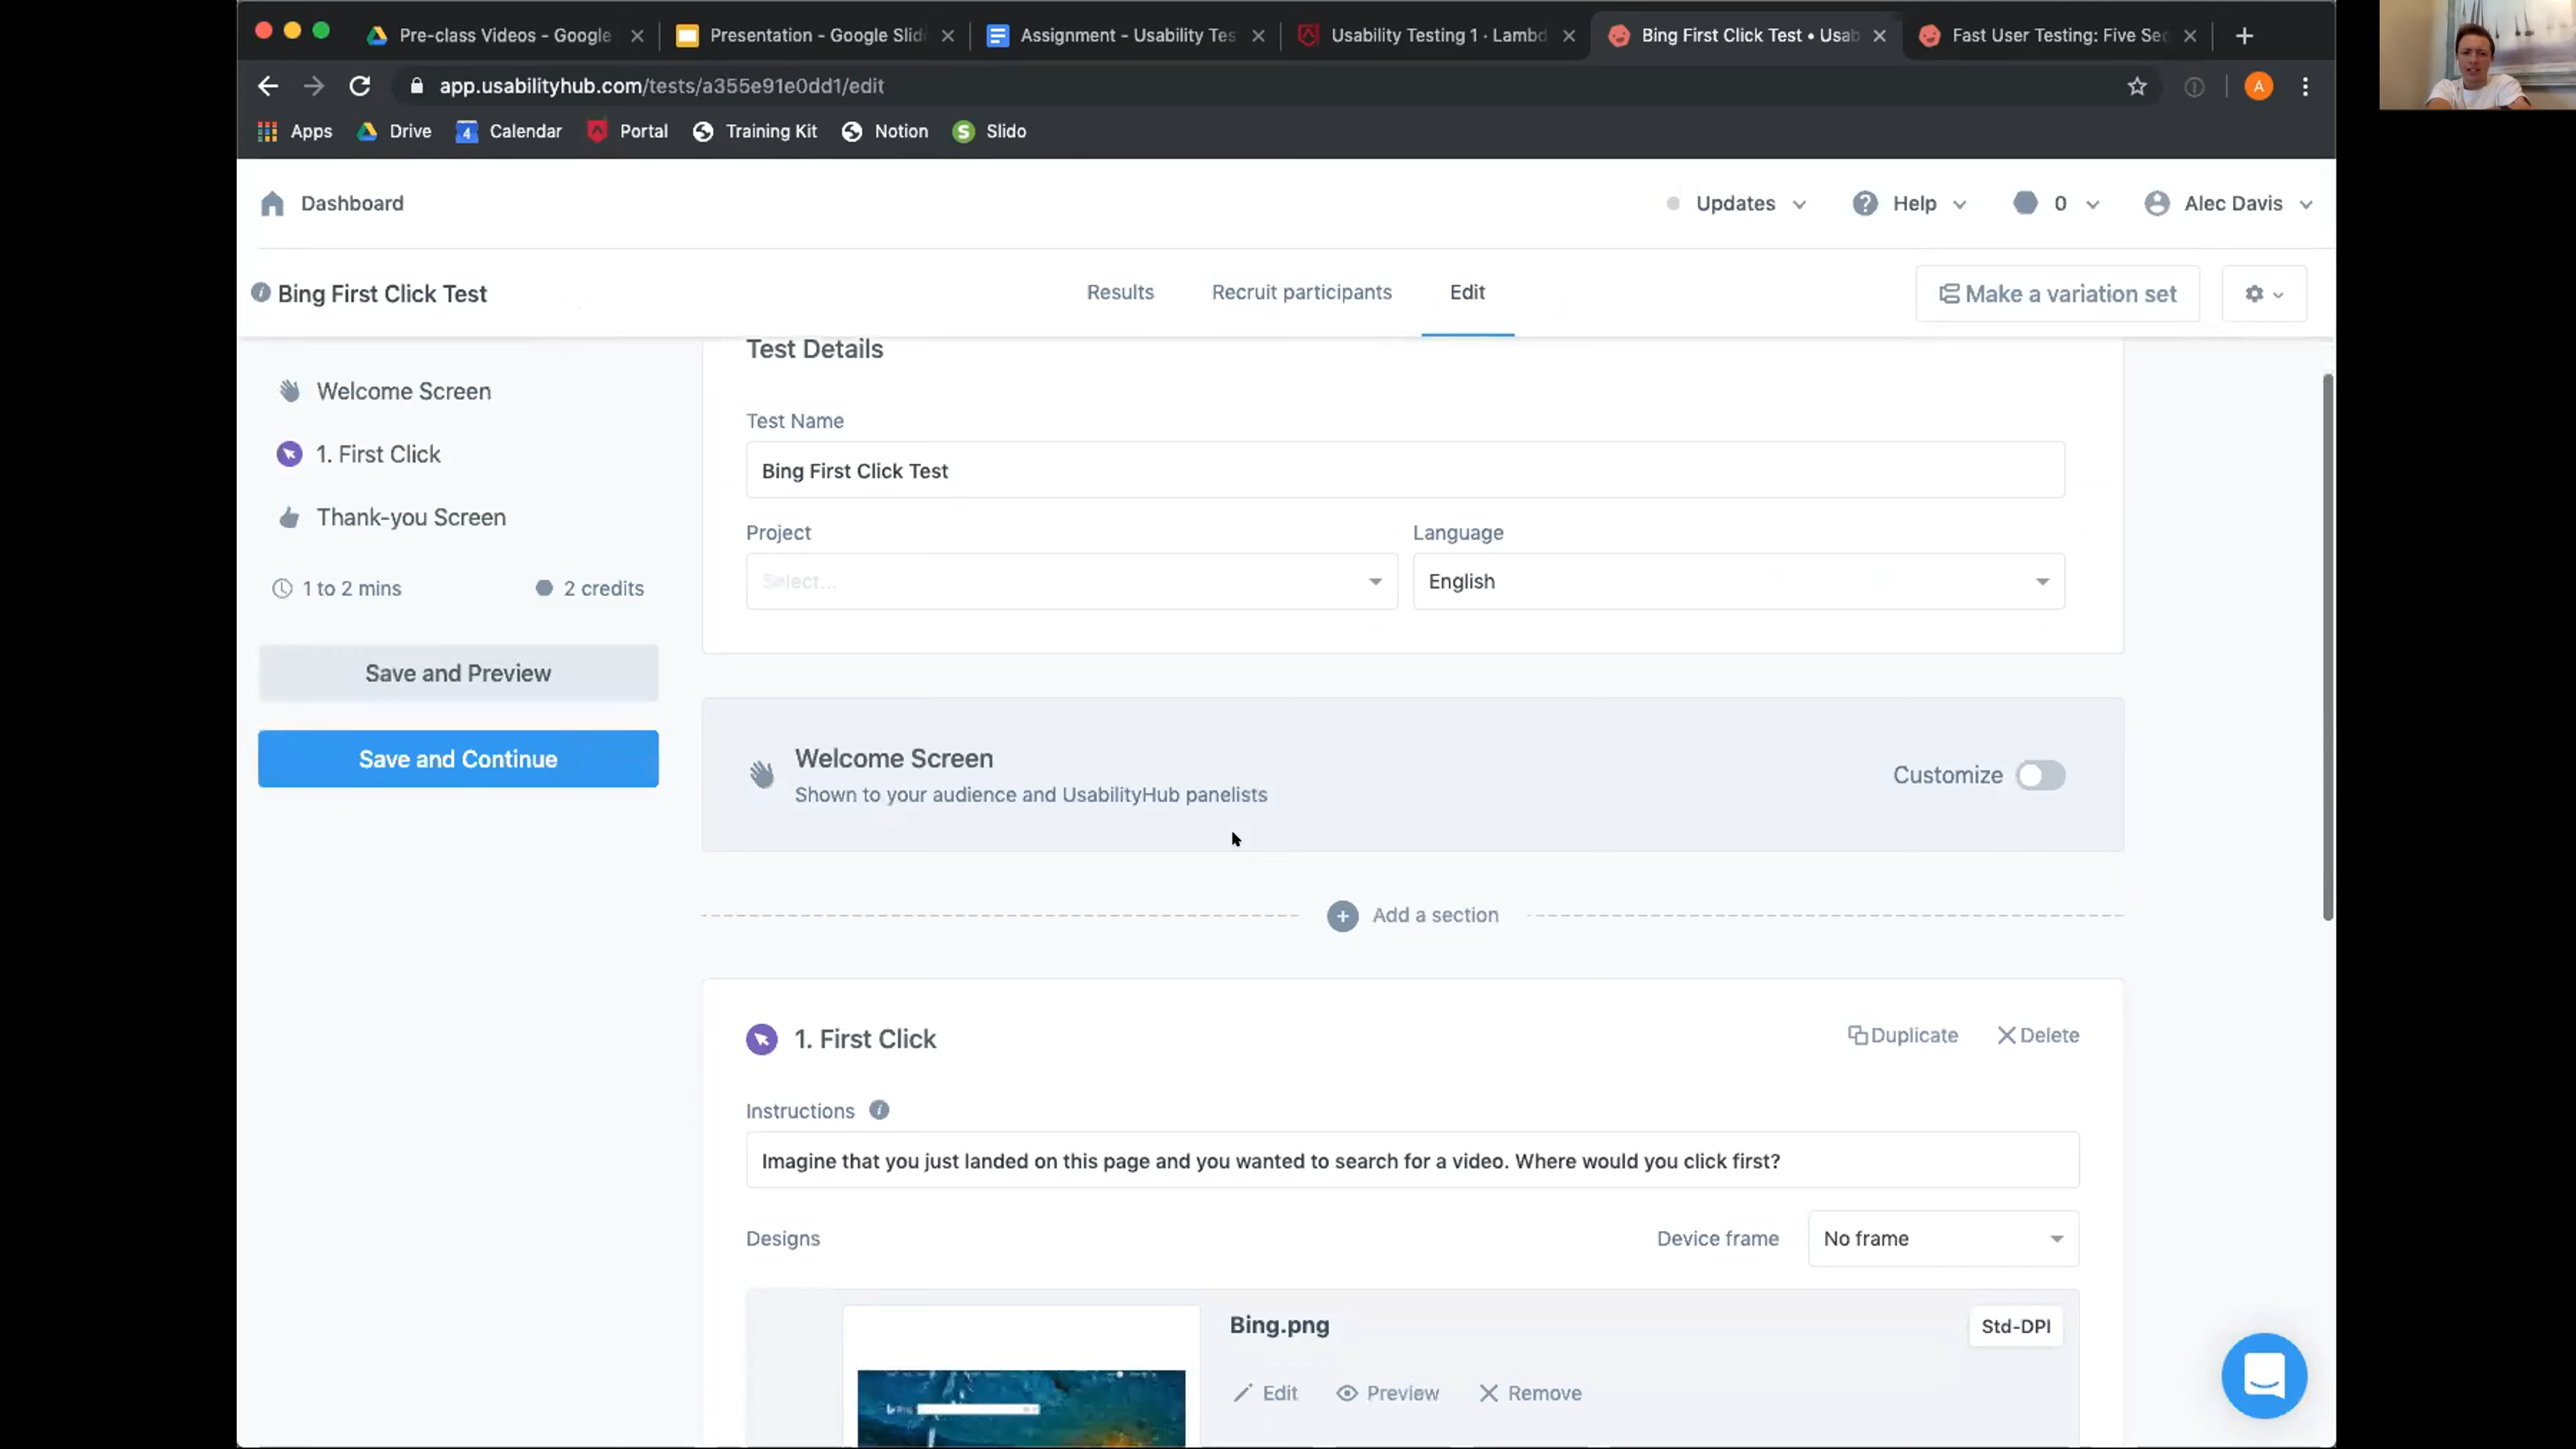 Pre-class Videos - Google
Presentation - Google Slid
Assignment - Usability Tes
Usability Testing 1 · Lambd
Bing First Click Test • Usab
Fast User Testing: Five Sec
app.usabilityhub.com/tests/a355e91e0dd1/edit
A
Apps
Drive
4 Calendar
Portal
Training Kit
Notion
S Slido
Dashboard
Updates
Help
0
Alec Davis
Bing First Click Test
Results
Recruit participants
Edit
Make a variation set
Welcome Screen
1. First Click
Thank-you Screen
1 to 2 mins
2 credits
Save and Preview
Save and Continue
Test Details
Test Name
Bing First Click Test
Project
Language
Select...
English
Welcome Screen
Shown to your audience and UsabilityHub panelists
Customize
Add a section
1. First Click
Duplicate
Delete
Instructions
Imagine that you just landed on this page and you wanted to search for a video. Where would you click first?
Designs
Device frame
No frame
Bing.png
Std-DPI
Edit
Preview
Remove